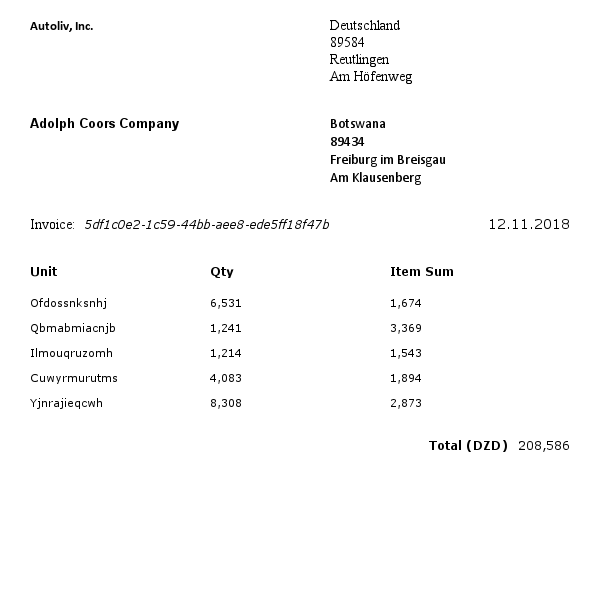 Autoliv, Inc.
Deutschland
89584
Reutlingen
Am Höfenweg
Adolph Coors Company
Botswana
89434
Freiburg im Breisgau
Am Klausenberg
Invoice: 5df1c0e2-1c59-44bb-aee8-ede5ff18f47b 12.11.2018
Unit Qty Item Sum
Ofdossnksnhj 6,531 1,674
Qbmabmiacnjb 1,241 3,369
Ilmouqruzomh 1,214 1,543
Cuwyrmurutms 4,083 1,894
Yjnrajieqcwh 8,308 2,873
Total (DZD) 208,586